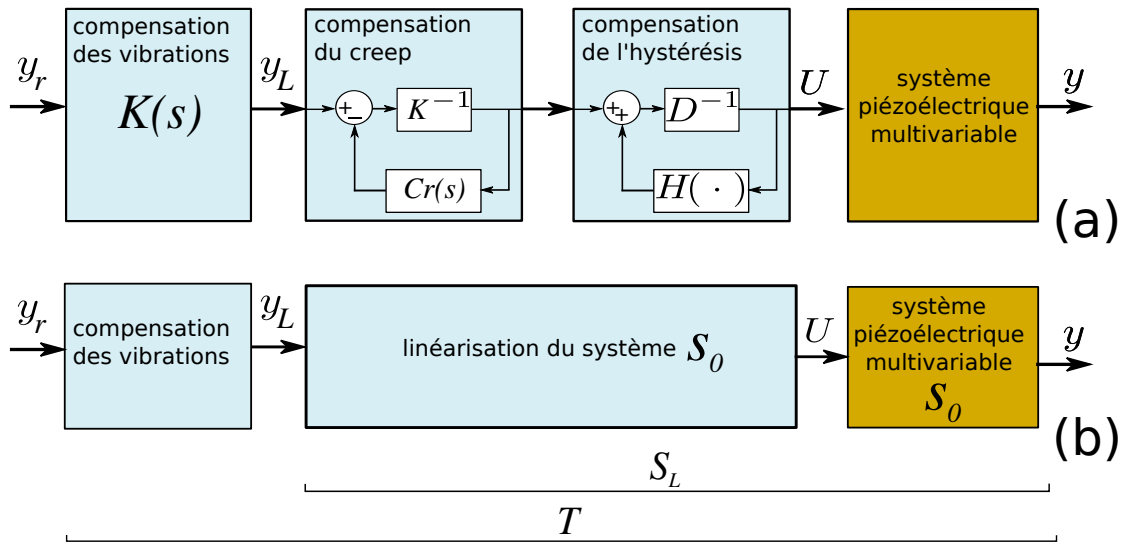 compensation
des vibrations
K(s)
compensation
du creep
compensation
de l'hystérésis
y_r
y_L
+
−
K⁻¹
Cr(s)
+
+
D⁻¹
H( · )
U
système
piézoélectrique
multivariable
y
(a)
y_r
compensation
des vibrations
y_L
linéarisation du système S_0
U
système
piézoélectrique
multivariable
S_0
y
(b)
S_L
T